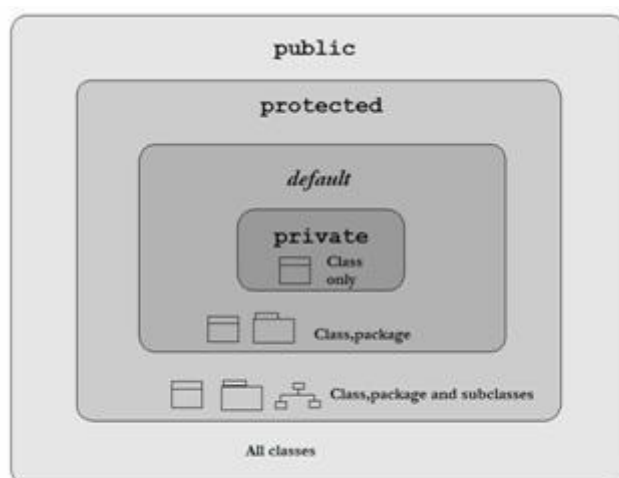 public
protected
default
private
Class
only
Class,package
Class,package and subclasses
All classes